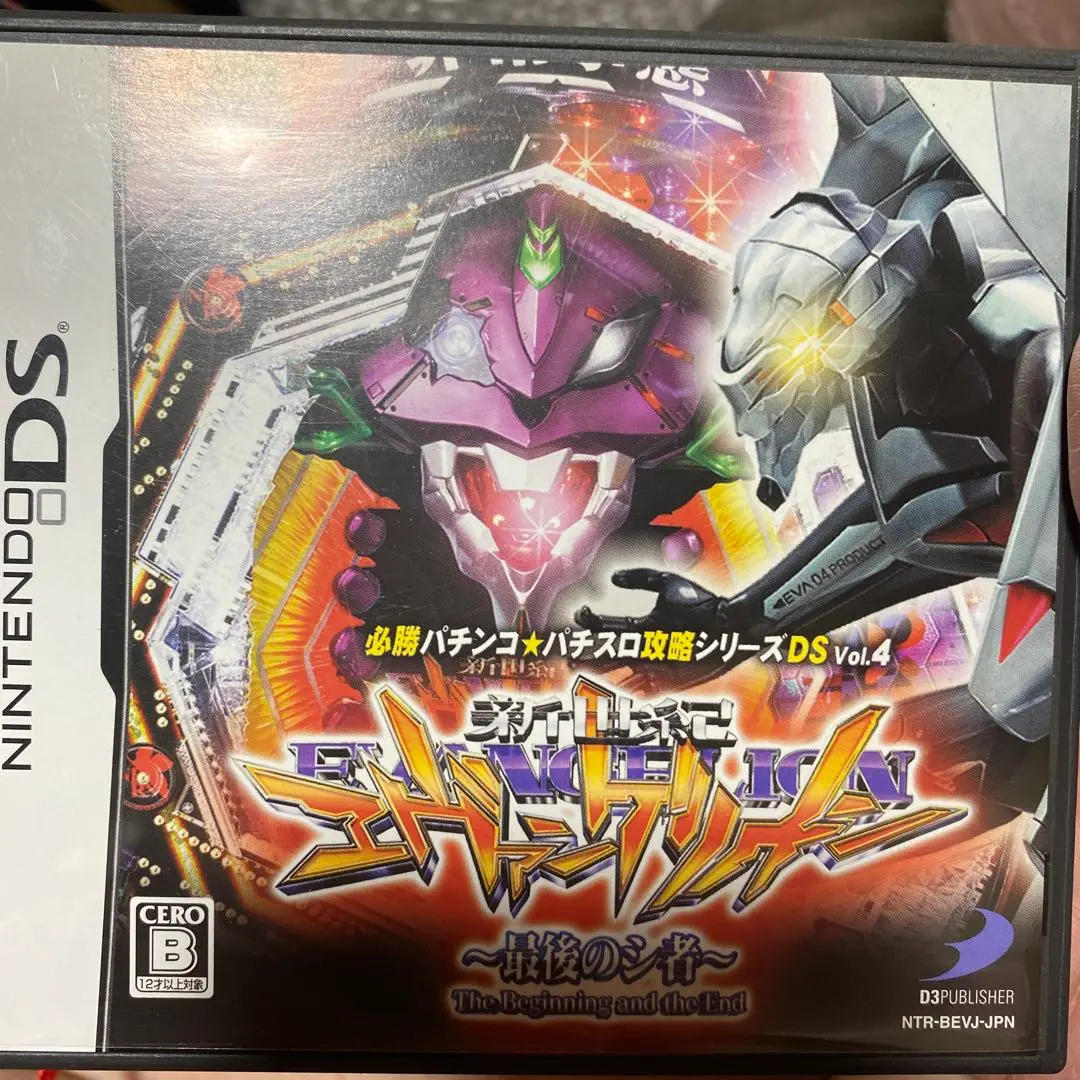 NINTENDO DS®
EVA04 PRODUCT
必勝パチンコ★パチスロ攻略シリーズDS Vol.4
新世紀
EVANGELION
エヴァンゲリオン
～最後のシ者～
The Beginning and the End
CERO
B
12才以上対象
D3PUBLISHER
NTR-BEVJ-JPN